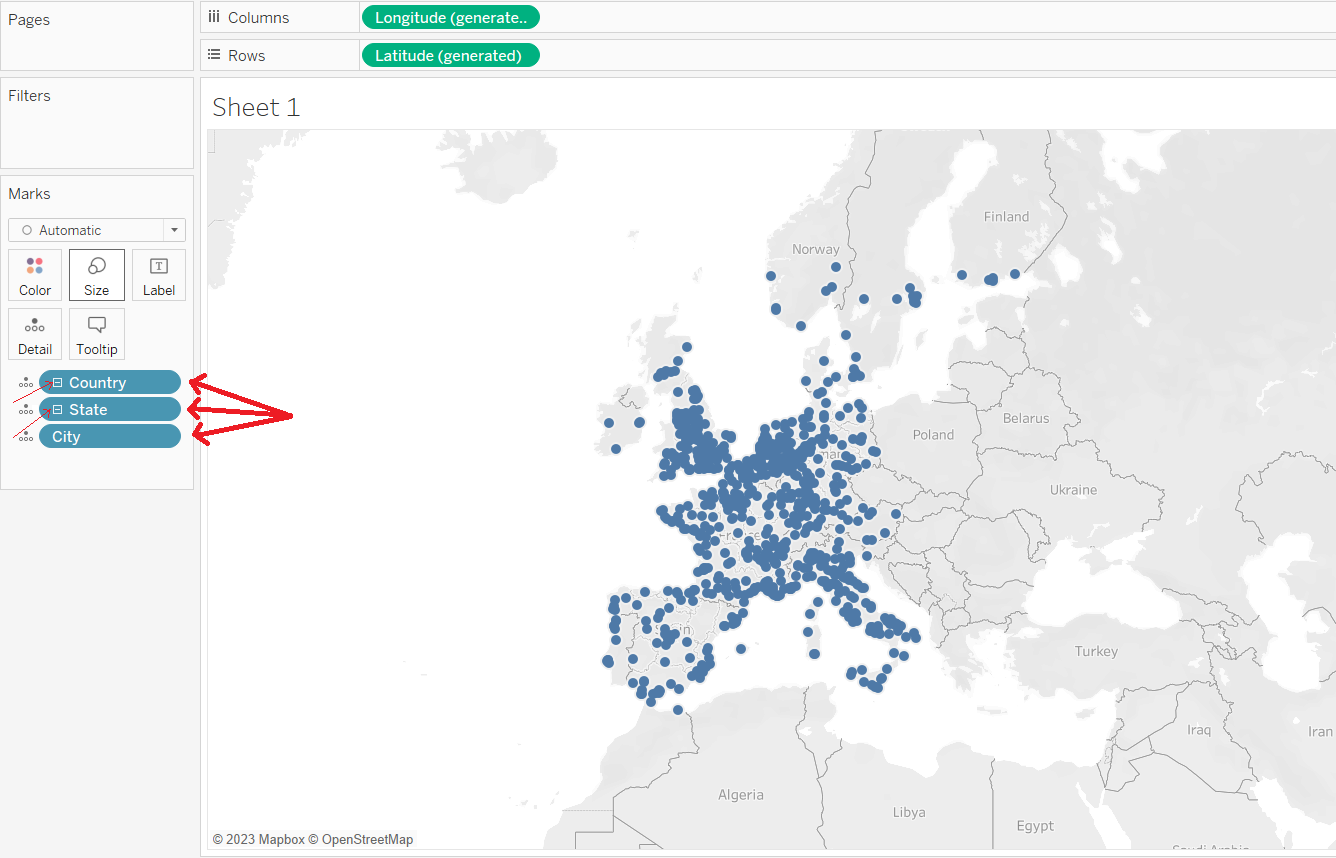 Pages
Columns
Longitude (generate..
Rows
Latitude (generated)
Filters
Sheet 1
Marks
Automatic
Color
Size
Label
Detail
Tooltip
Country
State
City
Finland
Norway
Belarus
Poland
Ukraine
Turkey
Iraq
Iran
Algeria
Libya
Egypt
© 2023 Mapbox © OpenStreetMap